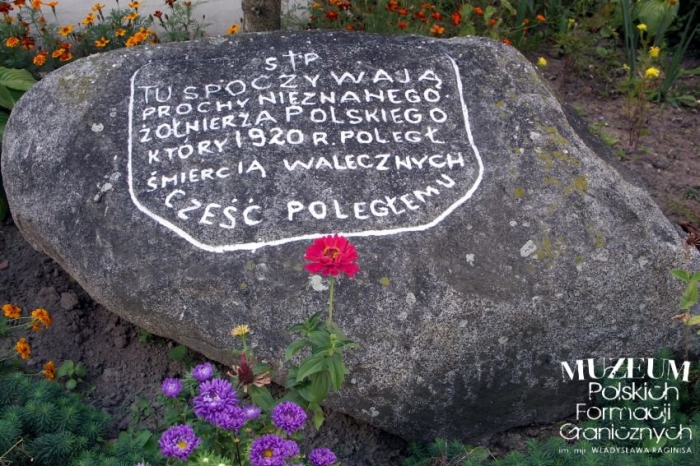 S†P
TU SPOCZYWAJĄ
PROCHY NIEZNANEGO
ŻOŁNIERZA POLSKIEGO
KTÓRY 1920 R. POLEGŁ
ŚMIERCIĄ WALECZNYCH
CZEŚĆ POLEGŁEMU
MUZEUM
Polskich
Formacji
Granicznych
im. mjr. WŁADYSŁAWA RAGINISA